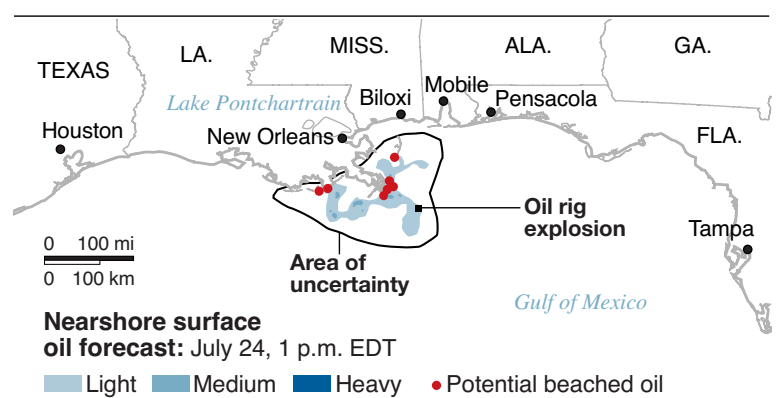 MISS.
ALA.
GA.
LA.
TEXAS
Lake Pontchartrain
Biloxi
Mobile
Pensacola
Houston
New Orleans
FLA.
Oil rig
explosion
Tampa
0 100 mi
0 100 km
Area of
uncertainty
Gulf of Mexico
Nearshore surface
oil forecast: July 24, 1 p.m. EDT
Light Medium Heavy Potential beached oil